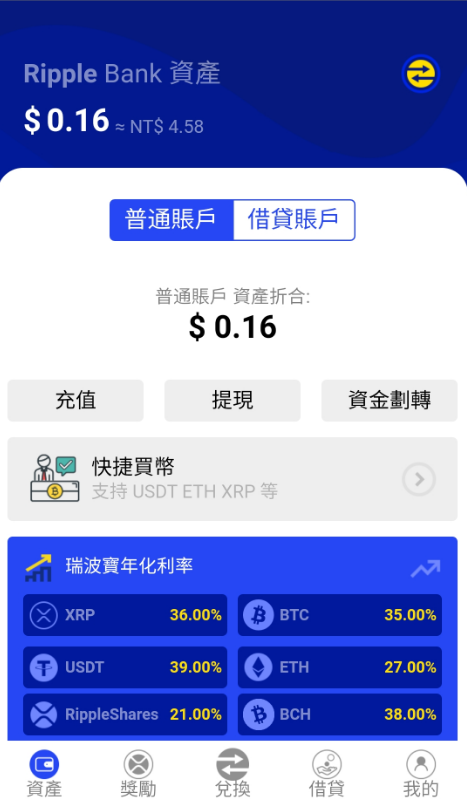 Ripple Bank 資產
$ 0.16 ≈ NT$ 4.58
普通賬戶 借貸賬戶
普通賬戶 資產折合:
$ 0.16
充值 提現 資金劃轉
快捷買幣
支持 USDT ETH XRP 等
瑞波寶年化利率
XRP 36.00% BTC 35.00%
USDT 39.00% ETH 27.00%
RippleShares 21.00% BCH 38.00%
資產 獎勵 兌換 借貸 我的